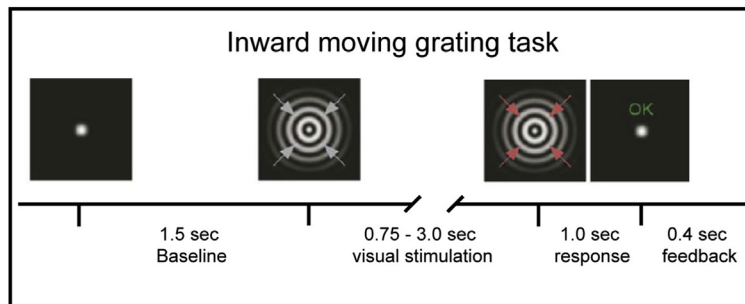 Inward moving grating task
OK
1.5 sec
Baseline
0.75 - 3.0 sec
visual stimulation
1.0 sec
response
0.4 sec
feedback